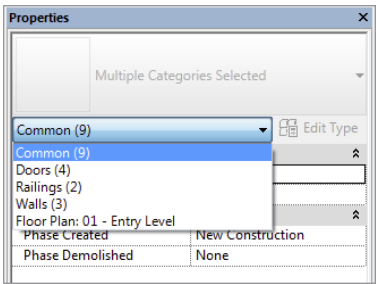 Properties
Multiple Categories Selected
Common (9)
Edit Type
Common (9)
Doors (4)
Railings (2)
Walls (3)
Floor Plan: 01 - Entry Level
Phase Created New Construction
Phase Demolished None